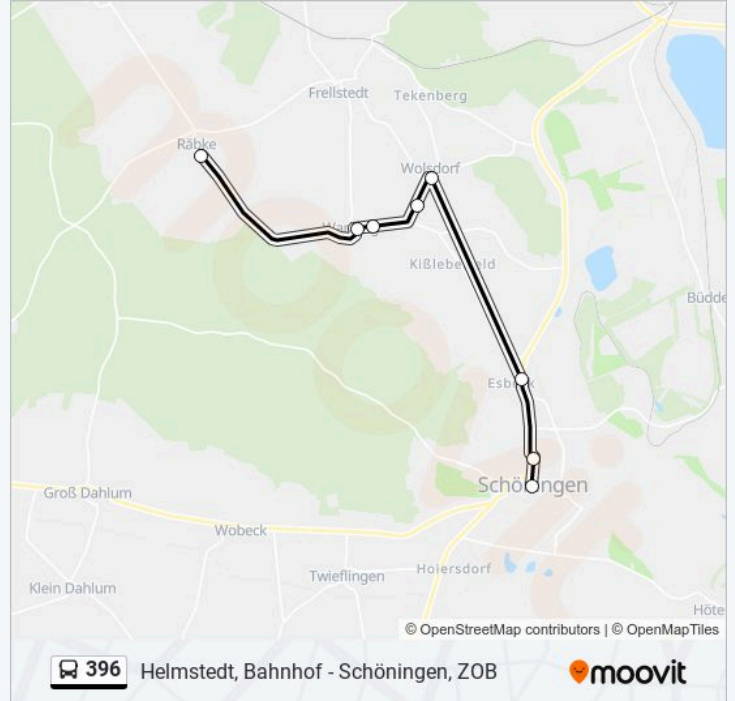 Frellstedt
Tekenberg
Räbke
Wolsdorf
Kißlebenfeld
Büdde
Esbeck
Schöningen
Groß Dahlum
Wobeck
Hoiersdorf
Twieflingen
Klein Dahlum
Höte
© OpenStreetMap contributors | © OpenMapTiles
396 Helmstedt, Bahnhof - Schöningen, ZOB
moovit